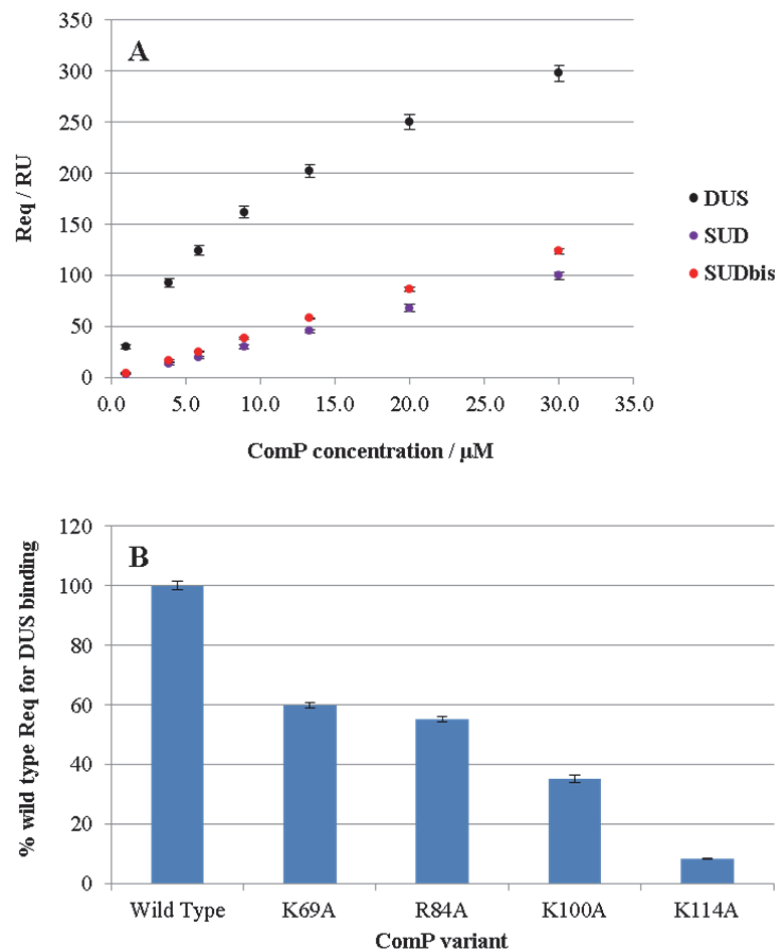 A
350
300
250
200
150
100
50
0
Req / RU
0.0 5.0 10.0 15.0 20.0 25.0 30.0 35.0
ComP concentration / µM
DUS
SUD
SUDbis
B
120
100
80
60
40
20
0
% wild type Req for DUS binding
Wild Type K69A R84A K100A K114A
ComP variant